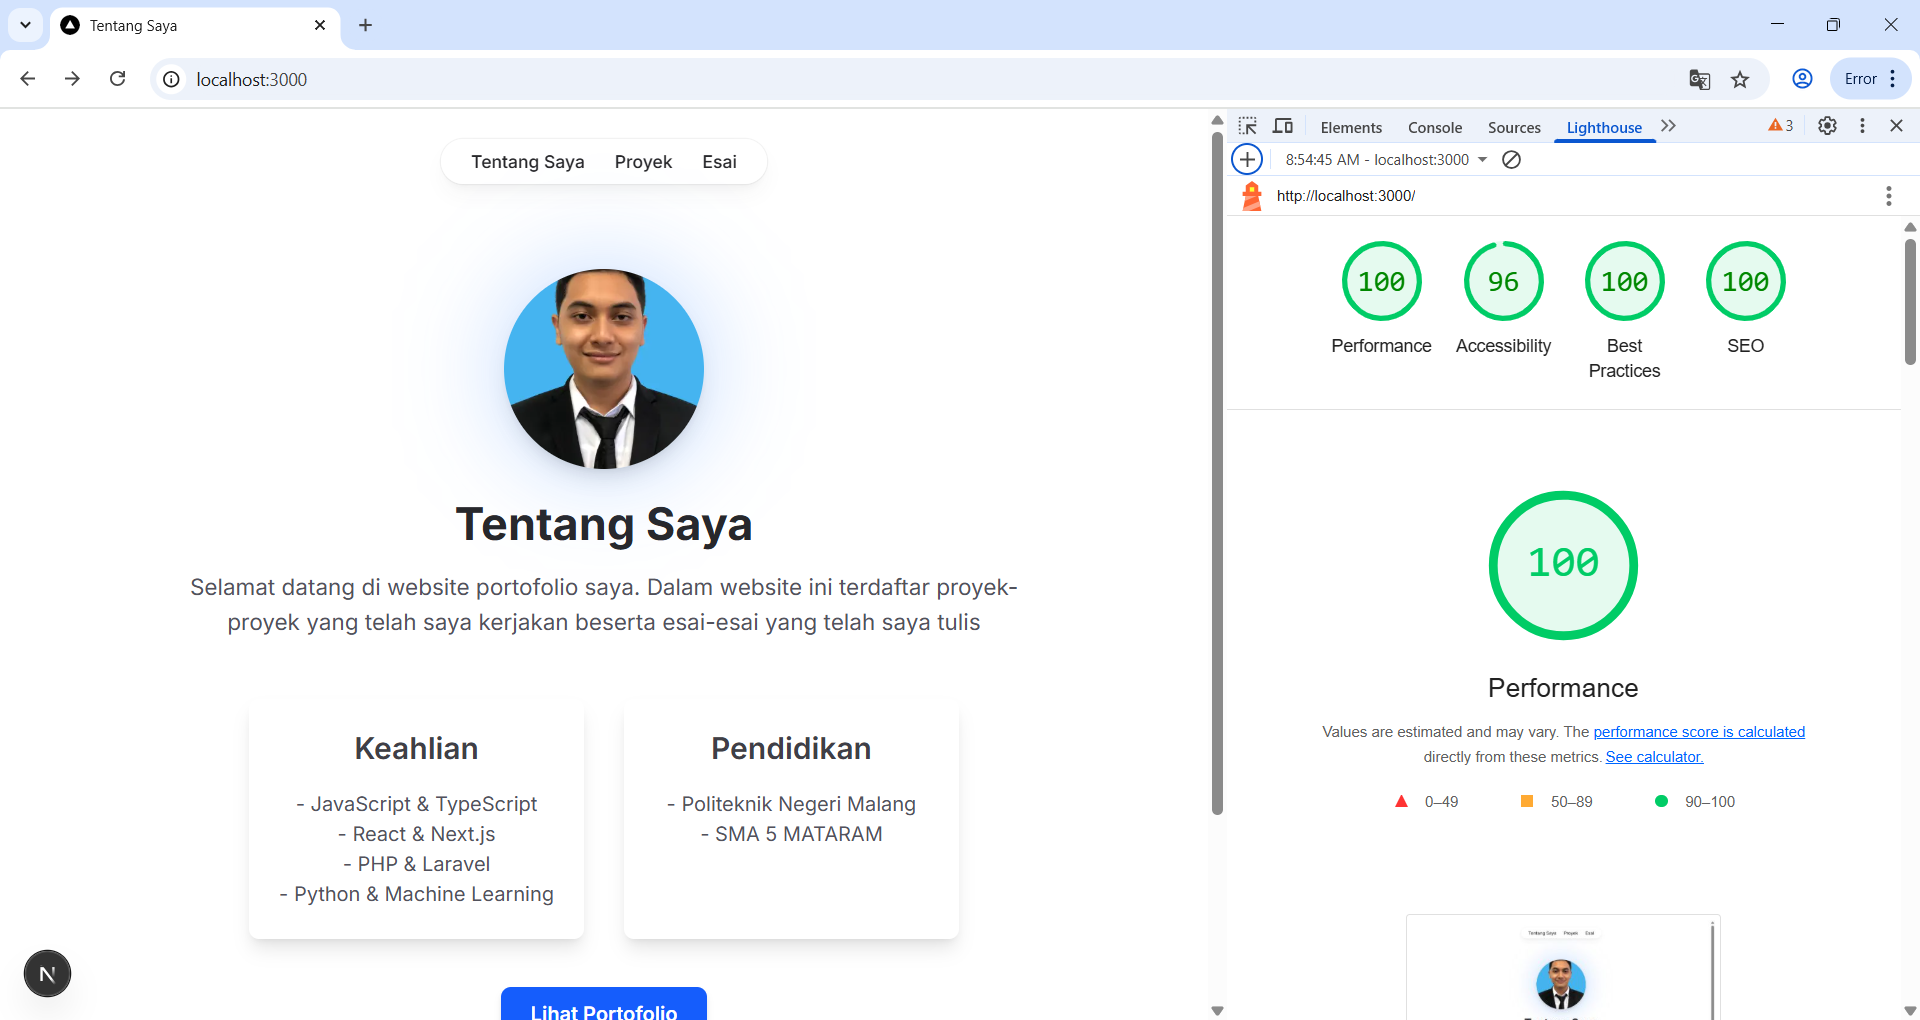 Tentang Saya
localhost:3000
Error
Tentang Saya Proyek Esai
Tentang Saya
Selamat datang di website portofolio saya. Dalam website ini terdaftar proyek-
proyek yang telah saya kerjakan beserta esai-esai yang telah saya tulis
Keahlian
- JavaScript & TypeScript
- React & Next.js
- PHP & Laravel
- Python & Machine Learning
Pendidikan
- Politeknik Negeri Malang
- SMA 5 MATARAM
Lihat Portofolio
N
Elements Console Sources Lighthouse 3
8:54:45 AM - localhost:3000
http://localhost:3000/
100 96 100 100
Performance Accessibility Best Practices SEO
100
Performance
Values are estimated and may vary. The performance score is calculated
directly from these metrics. See calculator.
0–49 50–89 90–100
Tentang Saya Proyek Esai